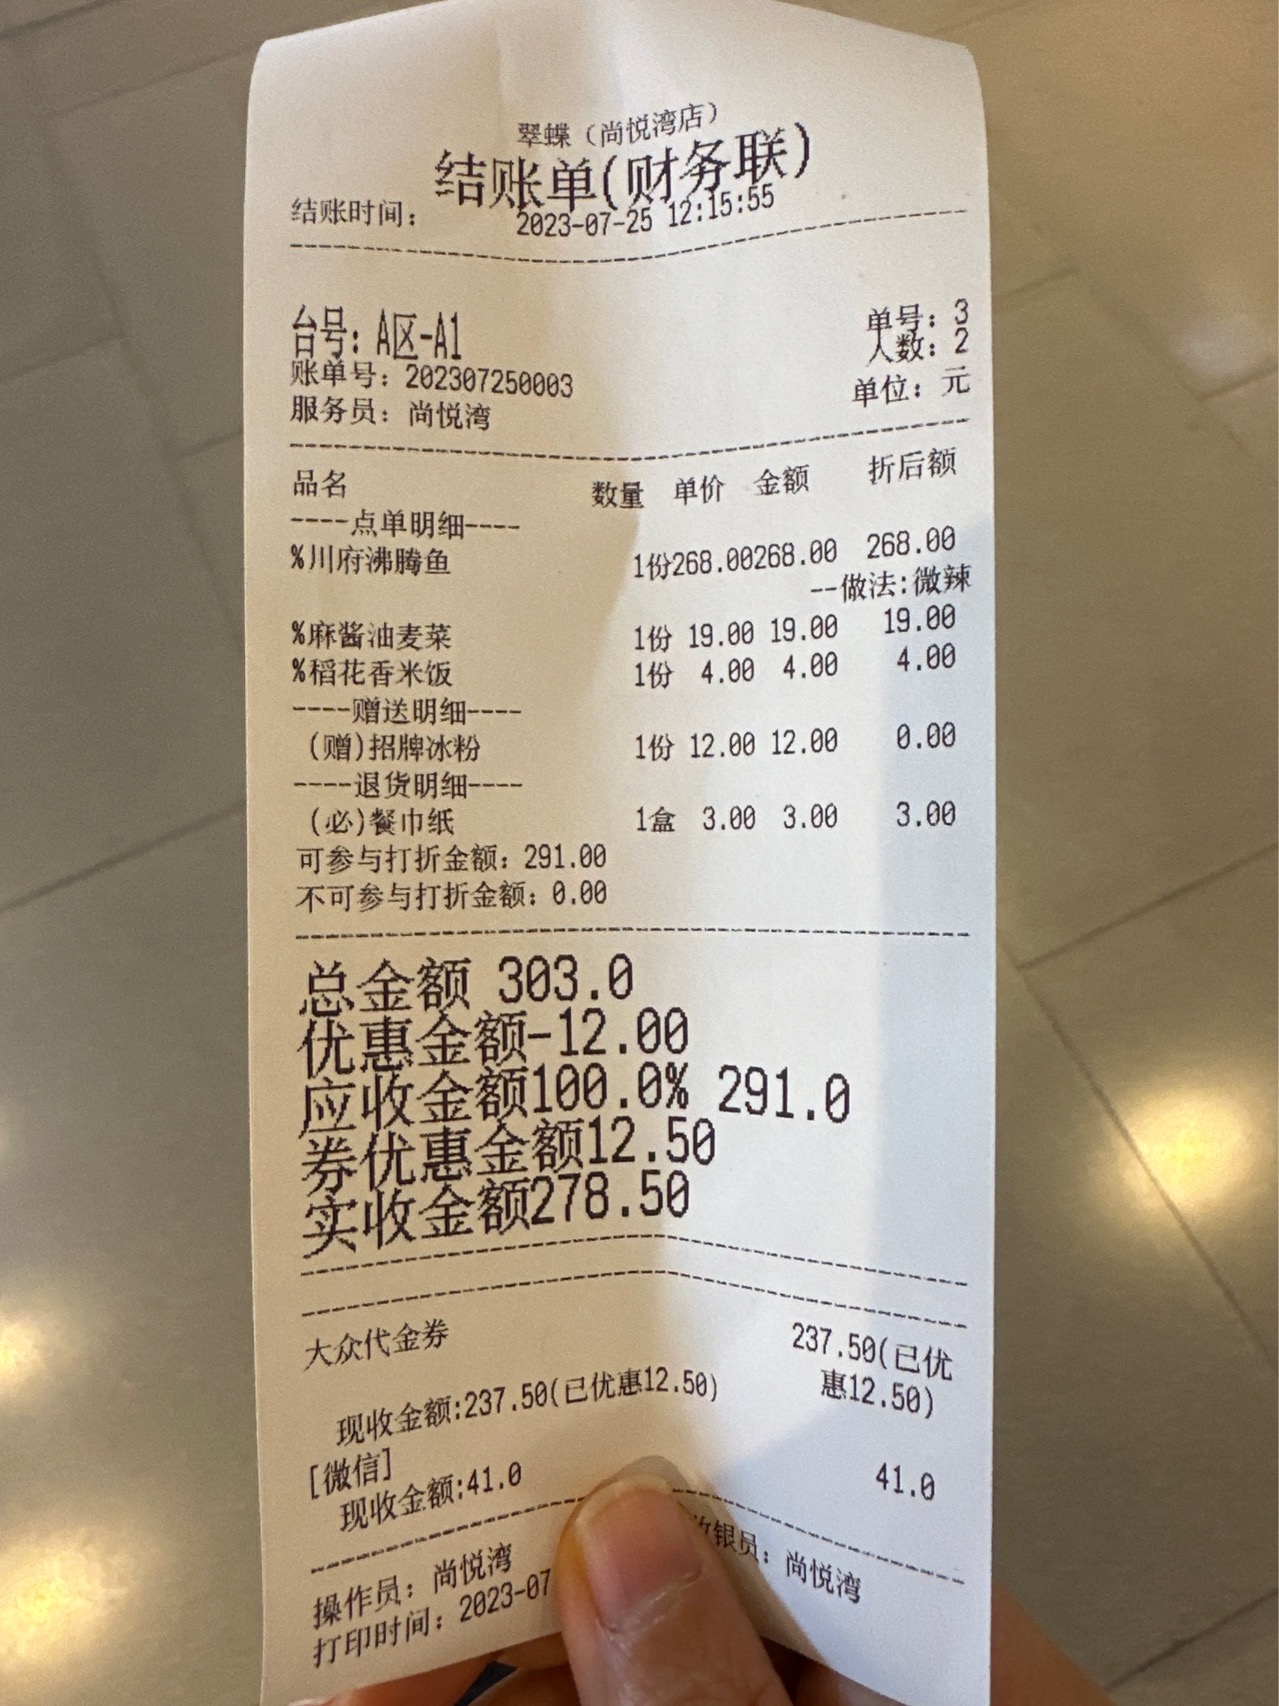 翠蝶（尚悦湾店）
结账单(财务联)
结账时间： 2023-07-25 12:15:55
台号：A区-A1 单号：3
人数：2
账单号：202307250003 单位：元
服务员：尚悦湾
品名 数量 单价 金额 折后额
----点单明细----
%川府沸腾鱼 1份268.00268.00 268.00
--做法:微辣
%麻酱油麦菜 1份 19.00 19.00 19.00
%稻花香米饭 1份 4.00 4.00 4.00
----赠送明细----
(赠)招牌冰粉 1份 12.00 12.00 0.00
----退货明细----
(必)餐巾纸 1盒 3.00 3.00 3.00
可参与打折金额：291.00
不可参与打折金额：0.00
总金额 303.0
优惠金额-12.00
应收金额100.0% 291.0
券优惠金额12.50
实收金额278.50
大众代金券 237.50(已优
惠12.50)
现收金额:237.50(已优惠12.50)
[微信] 41.0
现收金额:41.0
操作员：尚悦湾 银员：尚悦湾
打印时间：2023-07